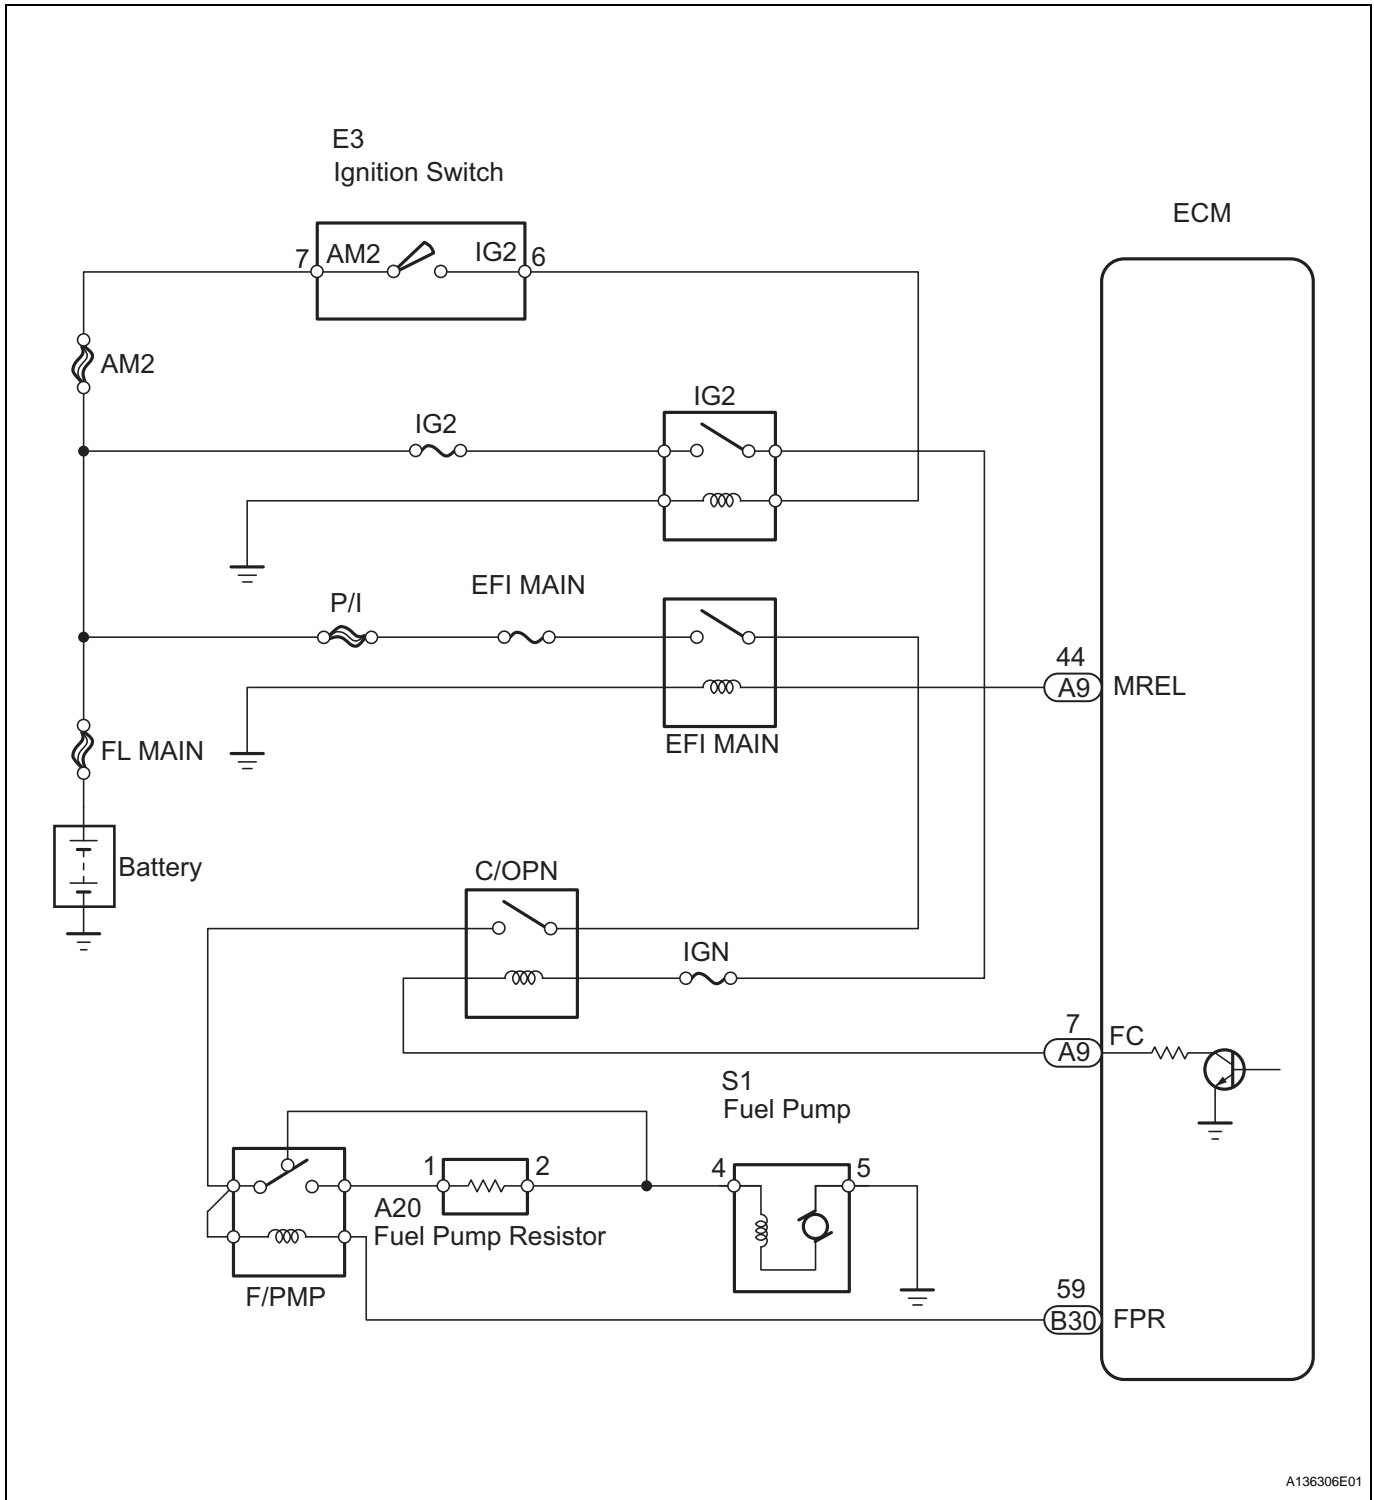 E3
Ignition Switch
ECM
7
AM2
IG2
6
AM2
IG2
IG2
P/I
EFI MAIN
44
A9
MREL
EFI MAIN
FL MAIN
Battery
C/OPN
IGN
7
A9
FC
S1
Fuel Pump
1
2
4
5
A20
Fuel Pump Resistor
F/PMP
59
B30
FPR
A136306E01